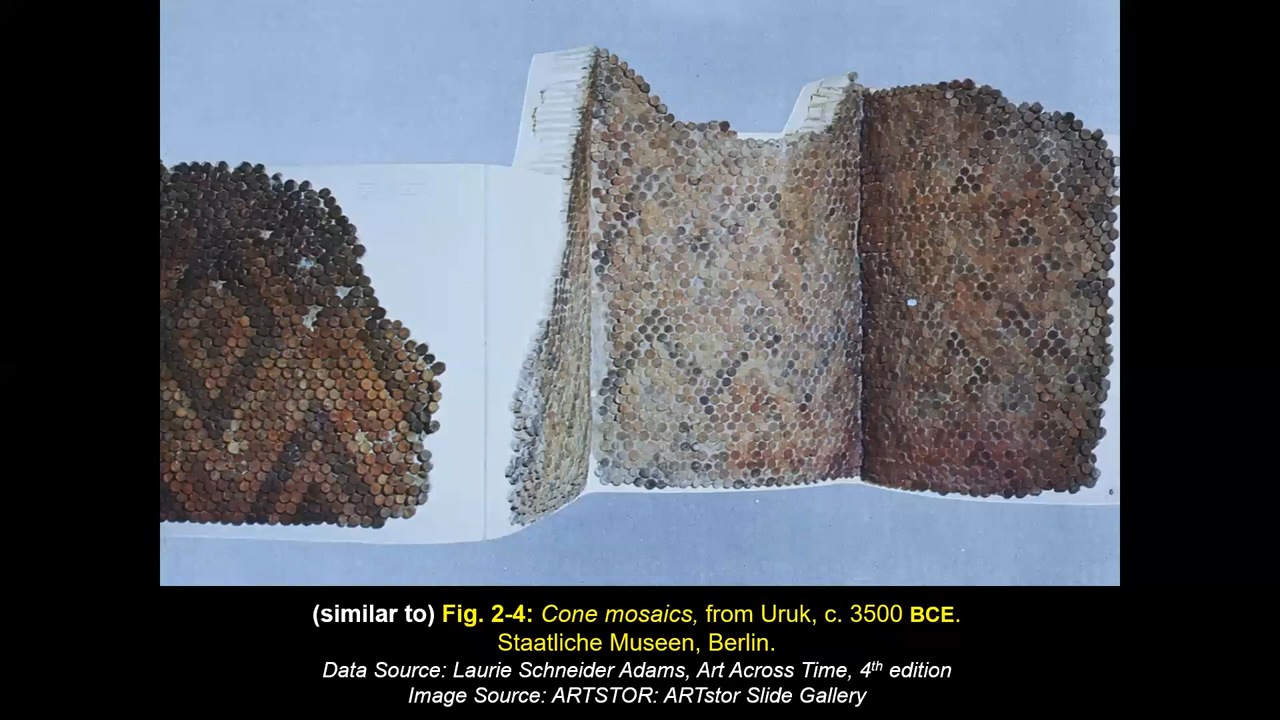 (similar to) Fig. 2-4: Cone mosaics, from Uruk, c. 3500 BCE.
Staatliche Museen, Berlin.
Data Source: Laurie Schneider Adams, Art Across Time, 4th edition
Image Source: ARTSTOR: ARTstor Slide Gallery